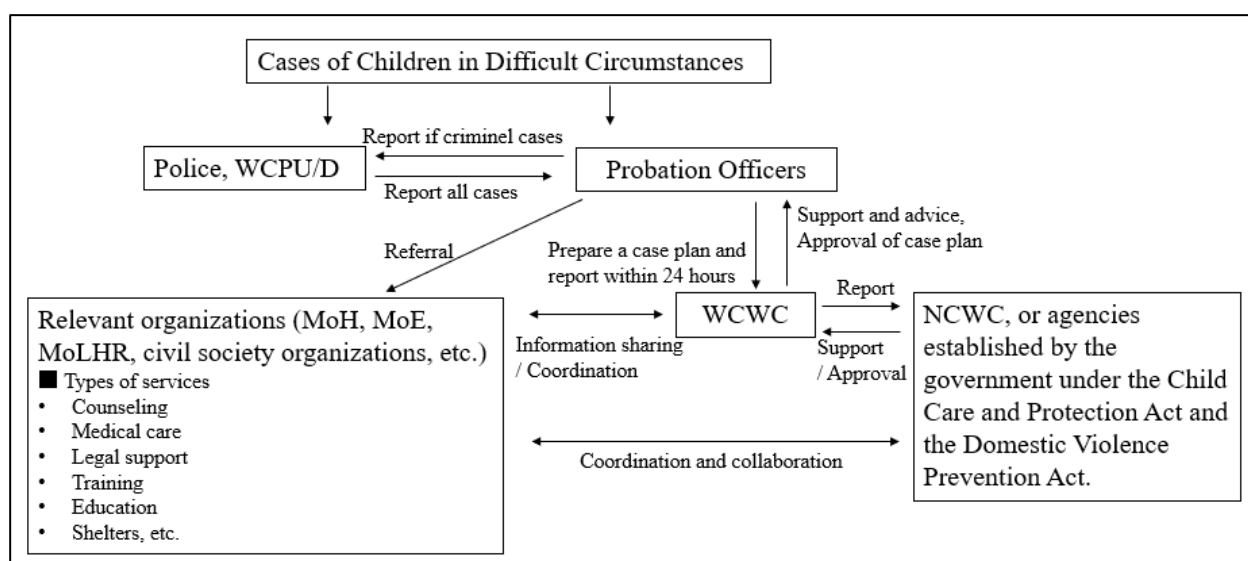 Cases of Children in Difficult Circumstances
Report if criminel cases
Police, WCPU/D
Probation Officers
Report all cases
Support and advice,
Approval of case plan
Referral
Prepare a case plan and
report within 24 hours
Relevant organizations (MoH, MoE,
MoLHR, civil society organizations, etc.)
■ Types of services
• Counseling
• Medical care
• Legal support
• Training
• Education
• Shelters, etc.
WCWC
Information sharing
/ Coordination
Report
Support
/ Approval
NCWC, or agencies
established by the
government under the Child
Care and Protection Act and
the Domestic Violence
Prevention Act.
Coordination and collaboration